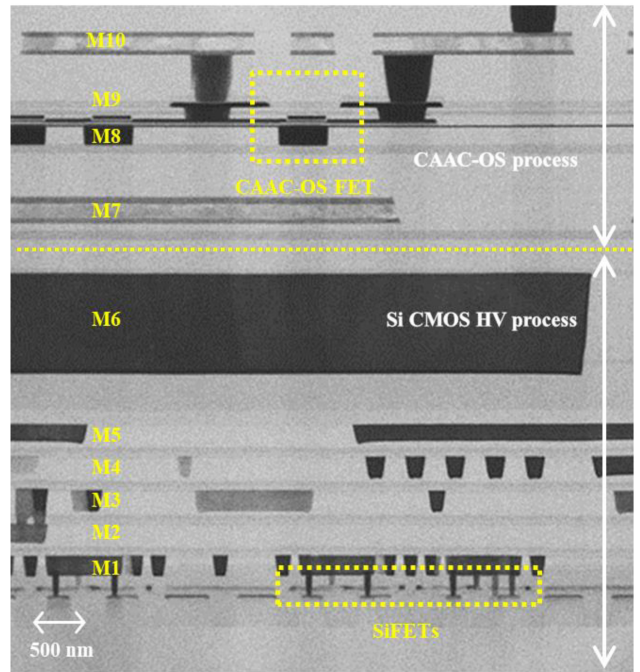 M10
M9
M8
CAAC-OS process
CAAC-OS FET
M7
M6
Si CMOS HV process
M5
M4
M3
M2
M1
SiFETs
500 nm